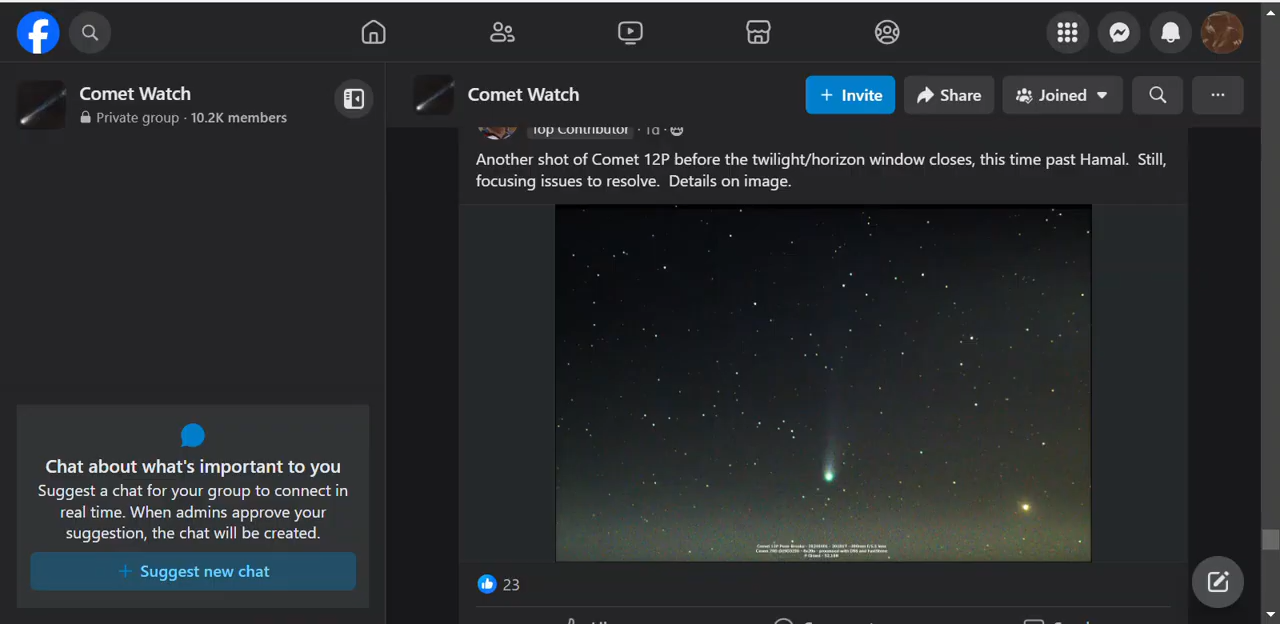 Comet Watch
Private group · 10.2K members
Chat about what's important to you
Suggest a chat for your group to connect in
real time. When admins approve your
suggestion, the chat will be created.
+ Suggest new chat
Comet Watch
+ Invite
Share
Joined
Top Contributor · 1d ·
Another shot of Comet 12P before the twilight/horizon window closes, this time past Hamal. Still,
focusing issues to resolve. Details on image.
23